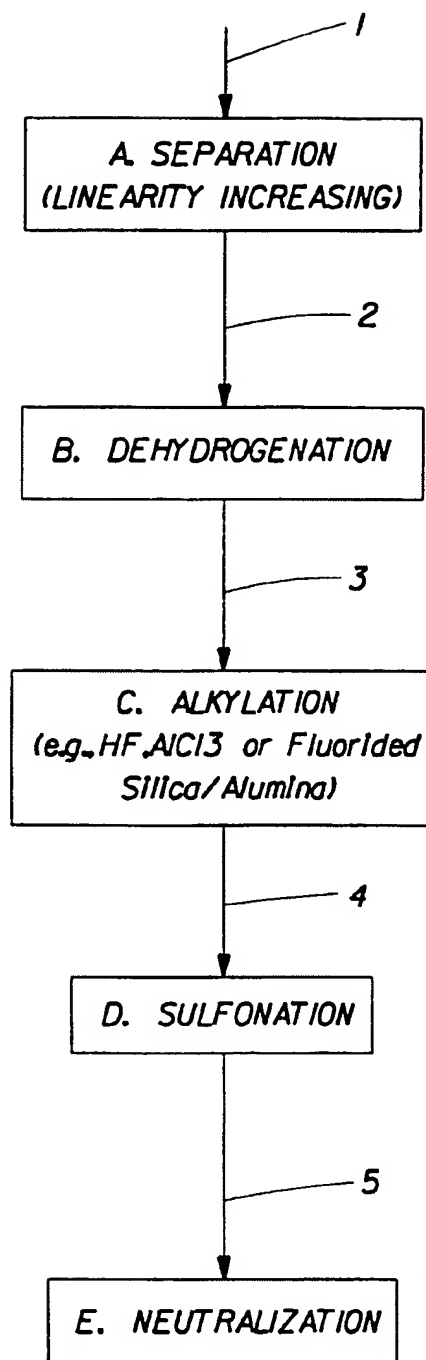 1
A. SEPARATION
(LINEARITY INCREASING)
2
B. DEHYDROGENATION
3
C. ALKYLATION
(e.g., HF, AlCl3 or Fluorided
Silica/Alumina)
4
D. SULFONATION
5
E. NEUTRALIZATION